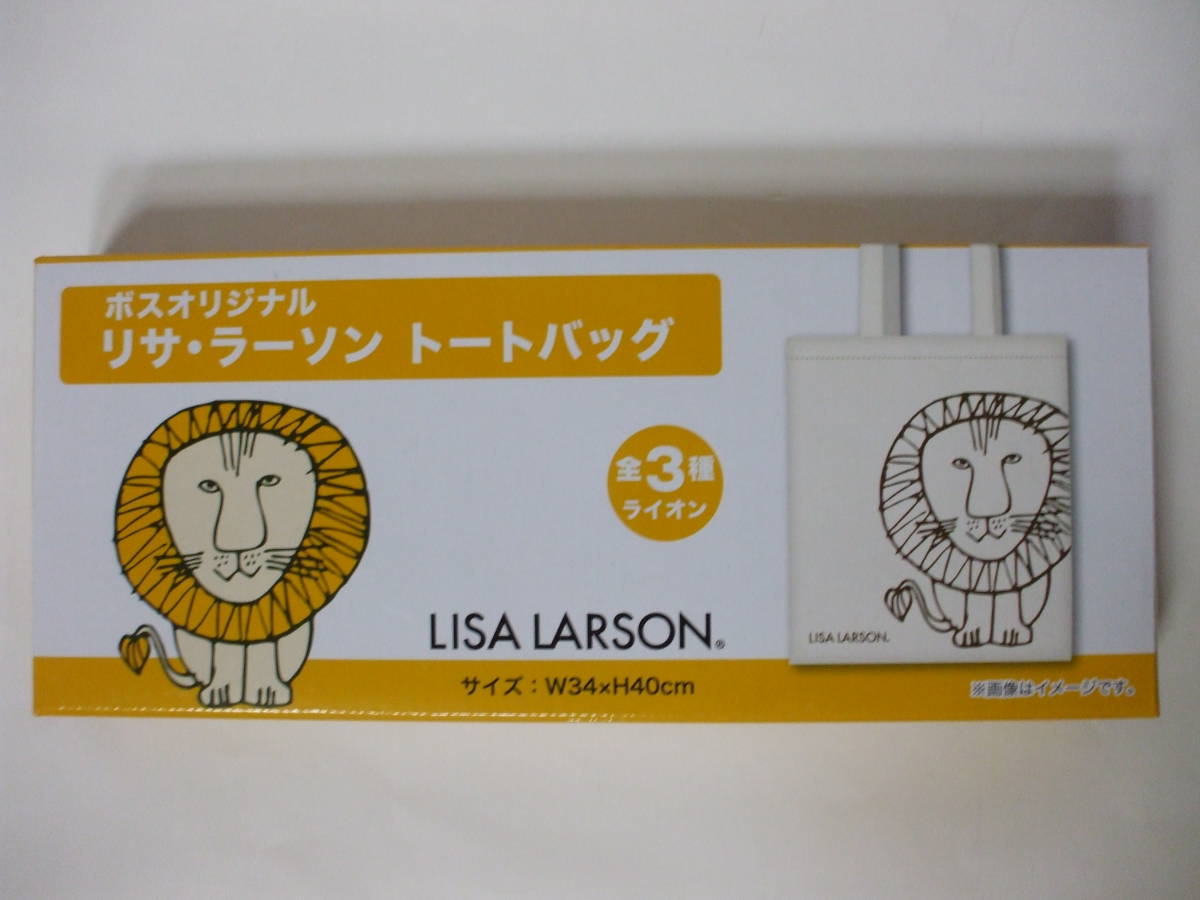 ボスオリジナル
リサ・ラーソン トートバッグ
全3種
ライオン
LISA LARSON®
LISA LARSON®
サイズ：W34×H40cm
※画像はイメージです。